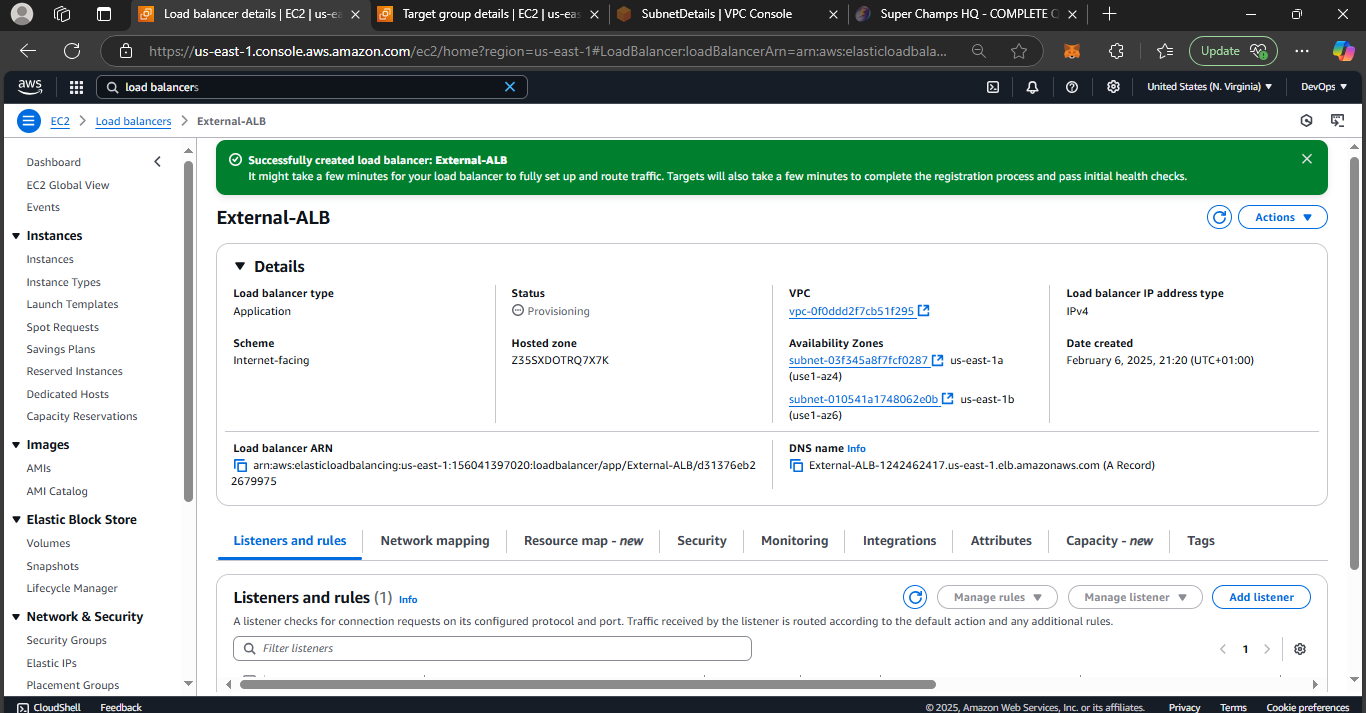 Load balancer details | EC2 | us-e
Target group details | EC2 | us-eas
SubnetDetails | VPC Console
Super Champs HQ - COMPLETE Q
https://us-east-1.console.aws.amazon.com/ec2/home?region=us-east-1#LoadBalancer:loadBalancerArn=arn:aws:elasticloadbala...
Update
aws
load balancers
United States (N. Virginia)
DevOps
EC2
Load balancers
External-ALB
Dashboard
EC2 Global View
Events
Instances
Instances
Instance Types
Launch Templates
Spot Requests
Savings Plans
Reserved Instances
Dedicated Hosts
Capacity Reservations
Images
AMIs
AMI Catalog
Elastic Block Store
Volumes
Snapshots
Lifecycle Manager
Network & Security
Security Groups
Elastic IPs
Placement Groups
Successfully created load balancer: External-ALB
It might take a few minutes for your load balancer to fully set up and route traffic. Targets will also take a few minutes to complete the registration process and pass initial health checks.
External-ALB
Actions
Details
Load balancer type
Application
Status
Provisioning
VPC
vpc-0f0ddd2f7cb51f295
Load balancer IP address type
IPv4
Scheme
Internet-facing
Hosted zone
Z35SXDOTRQ7X7K
Availability Zones
subnet-03f345a8f7fcf0287 us-east-1a
(use1-az4)
subnet-010541a1748062e0b us-east-1b
(use1-az6)
Date created
February 6, 2025, 21:20 (UTC+01:00)
Load balancer ARN
arn:aws:elasticloadbalancing:us-east-1:156041397020:loadbalancer/app/External-ALB/d31376eb2
2679975
DNS name Info
External-ALB-1242462417.us-east-1.elb.amazonaws.com (A Record)
Listeners and rules
Network mapping
Resource map - new
Security
Monitoring
Integrations
Attributes
Capacity - new
Tags
Listeners and rules (1) Info
Manage rules
Manage listener
Add listener
A listener checks for connection requests on its configured protocol and port. Traffic received by the listener is routed according to the default action and any additional rules.
Filter listeners
1
CloudShell
Feedback
© 2025, Amazon Web Services, Inc. or its affiliates.
Privacy
Terms
Cookie preferences